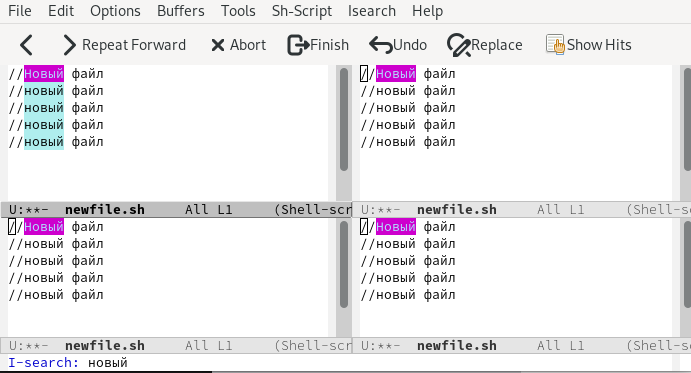 File Edit Options Buffers Tools Sh-Script Isearch Help
Repeat Forward Abort Finish Undo Replace Show Hits
//Новый файл
//новый файл
//новый файл
//новый файл
//новый файл
U:**- newfile.sh All L1 (Shell-scr
//Новый файл
//новый файл
//новый файл
//новый файл
//новый файл
U:**- newfile.sh All L1 (Shell-sc
//Новый файл
//новый файл
//новый файл
//новый файл
U:**- newfile.sh All L1 (Shell-scr
//Новый файл
//новый файл
//новый файл
//новый файл
U:**- newfile.sh All L1 (Shell-sc
I-search: новый